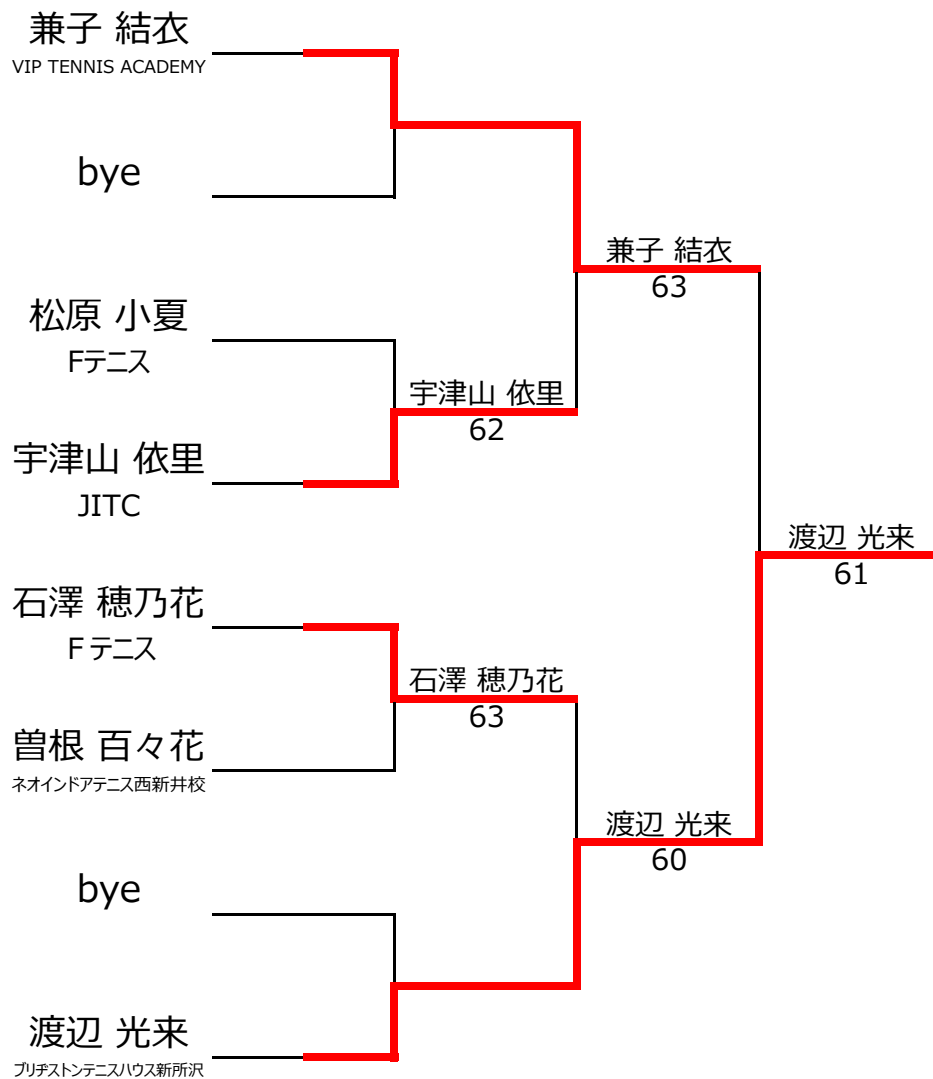 兼子 結衣
VIP TENNIS ACADEMY
bye
兼子 結衣
63
松原 小夏
Fテニス
宇津山 依里
62
宇津山 依里
JITC
渡辺 光来
61
石澤 穂乃花
F テニス
石澤 穂乃花
63
曽根 百々花
ネオインドアテニス西新井校
渡辺 光来
60
bye
渡辺 光来
ブリヂストンテニスハウス新所沢